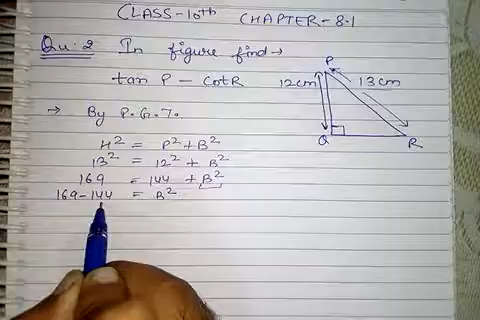 CLASS-10th CHAPTER-8.1
Qu:2 In figure find→
tan P - Cot R
P
12cm 13cm
Q R
→ By P.G.T.
H² = P² + B²
13² = 12² + B²
169 = 144 + B²
169-144 = B²